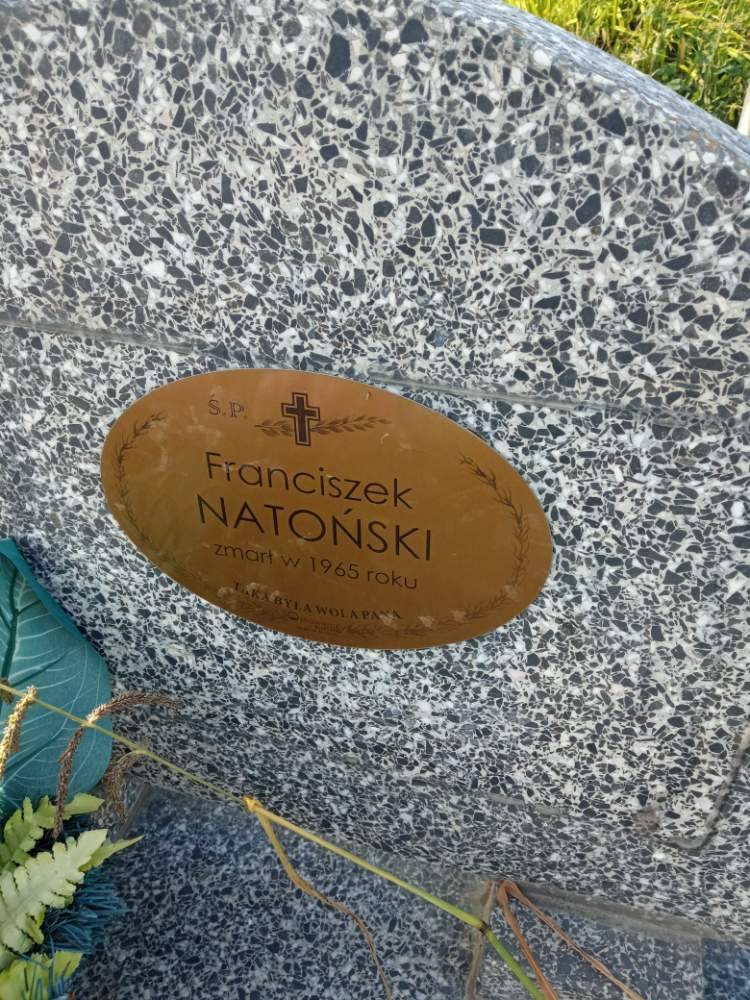 Ś.P.
Franciszek
NATOŃSKI
zmarł w 1965 roku
TAKA BYŁA WOLA PANA